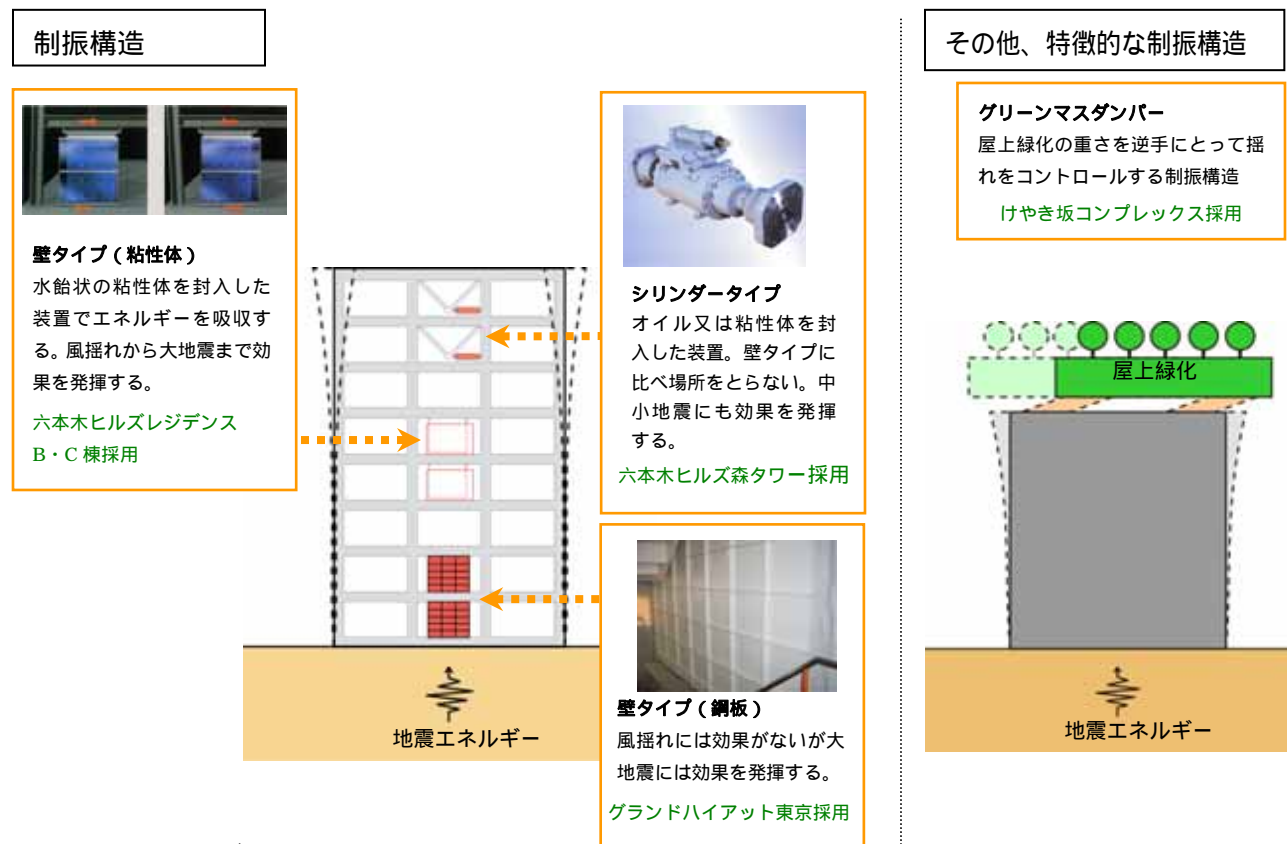 制振構造
壁タイプ(粘性体)
水飴状の粘性体を封入した
装置でエネルギーを吸収す
る。風揺れから大地震まで効
果を発揮する。
六本木ヒルズレジデンス
B・C 棟採用
シリンダータイプ
オイル又は粘性体を封
入した装置。壁タイプに
比べ場所をとらない。中
小地震にも効果を発揮
する。
六本木ヒルズ森タワー採用
壁タイプ(鋼板)
風揺れには効果がないが大
地震には効果を発揮する。
グランドハイアット東京採用
地震エネルギー
その他、特徴的な制振構造
グリーンマスダンパー
屋上緑化の重さを逆手にとって揺
れをコントロールする制振構造
けやき坂コンプレックス採用
屋上緑化
地震エネルギー